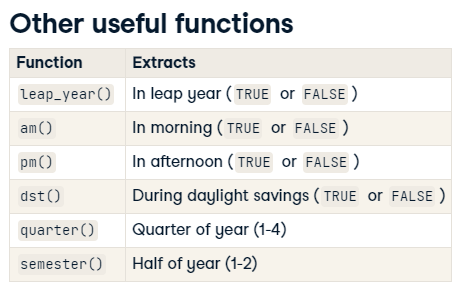 Other useful functions
Function Extracts
leap_year() In leap year ( TRUE or FALSE )
am() In morning ( TRUE or FALSE )
pm() In afternoon ( TRUE or FALSE )
dst() During daylight savings ( TRUE or FALSE )
quarter() Quarter of year (1-4)
semester() Half of year (1-2)